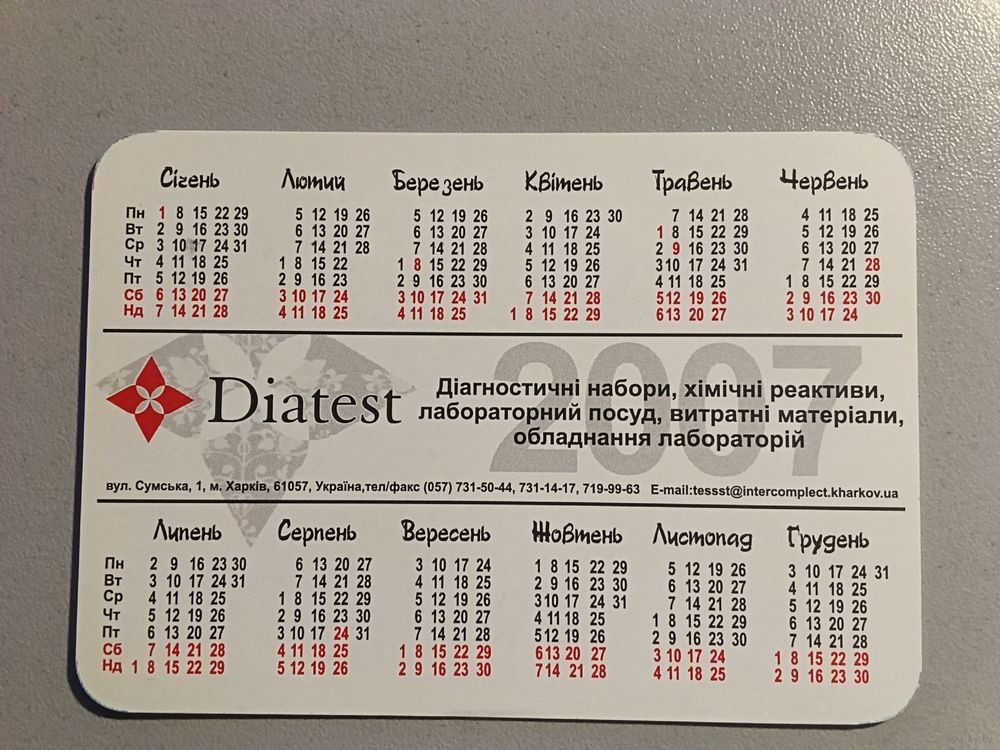 Січень Лютий Березень Квітень Травень Червень
Пн 1 8 15 22 29 5 12 19 26 5 12 19 26 2 9 16 23 30 7 14 21 28 4 11 18 25
Вт 2 9 16 23 30 6 13 20 27 6 13 20 27 3 10 17 24 1 8 15 22 29 5 12 19 26
Ср 3 10 17 24 31 7 14 21 28 7 14 21 28 4 11 18 25 2 9 16 23 30 6 13 20 27
Чт 4 11 18 25 1 8 15 22 1 8 15 22 29 5 12 19 26 3 10 17 24 31 7 14 21 28
Пт 5 12 19 26 2 9 16 23 2 9 16 23 30 6 13 20 27 4 11 18 25 1 8 15 22 29
Сб 6 13 20 27 3 10 17 24 3 10 17 24 31 7 14 21 28 5 12 19 26 2 9 16 23 30
Нд 7 14 21 28 4 11 18 25 4 11 18 25 1 8 15 22 29 6 13 20 27 3 10 17 24
2007
Diatest
Діагностичні набори, хімічні реактиви,
лабораторний посуд, витратні матеріали,
обладнання лабораторій
вул. Сумська, 1, м. Харків, 61057, Україна,тел/факс (057) 731-50-44, 731-14-17, 719-99-63 E-mail:tessst@intercomplect.kharkov.ua
Липень Серпень Вересень Жовтень Листопад Грудень
Пн 2 9 16 23 30 6 13 20 27 3 10 17 24 1 8 15 22 29 5 12 19 26 3 10 17 24 31
Вт 3 10 17 24 31 7 14 21 28 4 11 18 25 2 9 16 23 30 6 13 20 27 4 11 18 25
Ср 4 11 18 25 1 8 15 22 29 5 12 19 26 3 10 17 24 31 7 14 21 28 5 12 19 26
Чт 5 12 19 26 2 9 16 23 30 6 13 20 27 4 11 18 25 1 8 15 22 29 6 13 20 27
Пт 6 13 20 27 3 10 17 24 31 7 14 21 28 5 12 19 26 2 9 16 23 30 7 14 21 28
Сб 7 14 21 28 4 11 18 25 1 8 15 22 29 6 13 20 27 3 10 17 24 1 8 15 22 29
Нд 1 8 15 22 29 5 12 19 26 2 9 16 23 30 7 14 21 28 4 11 18 25 2 9 16 23 30